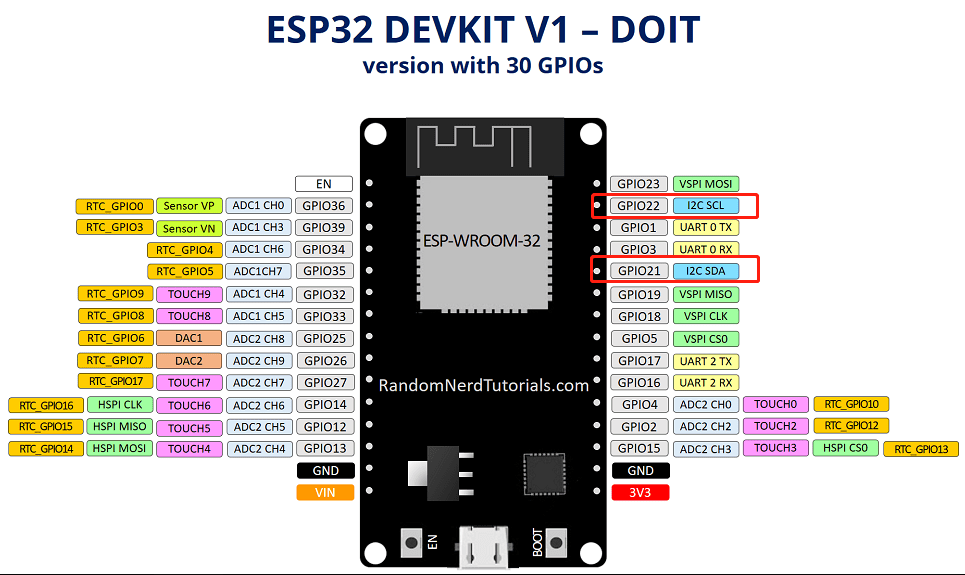 ESP32 DEVKIT V1 – DOIT
version with 30 GPIOs
EN
RTC_GPIO0 Sensor VP ADC1 CH0 GPIO36
RTC_GPIO3 Sensor VN ADC1 CH3 GPIO39
RTC_GPIO4 ADC1 CH6 GPIO34
RTC_GPIO5 ADC1CH7 GPIO35
RTC_GPIO9 TOUCH9 ADC1 CH4 GPIO32
RTC_GPIO8 TOUCH8 ADC1 CH5 GPIO33
RTC_GPIO6 DAC1 ADC2 CH8 GPIO25
RTC_GPIO7 DAC2 ADC2 CH9 GPIO26
RTC_GPIO17 TOUCH7 ADC2 CH7 GPIO27
RTC_GPIO16 HSPI CLK TOUCH6 ADC2 CH6 GPIO14
RTC_GPIO15 HSPI MISO TOUCH5 ADC2 CH5 GPIO12
RTC_GPIO14 HSPI MOSI TOUCH4 ADC2 CH4 GPIO13
GND
VIN
ESP-WROOM-32
RandomNerdTutorials.com
EN
BOOT
GPIO23 VSPI MOSI
GPIO22 I2C SCL
GPIO1 UART 0 TX
GPIO3 UART 0 RX
GPIO21 I2C SDA
GPIO19 VSPI MISO
GPIO18 VSPI CLK
GPIO5 VSPI CS0
GPIO17 UART 2 TX
GPIO16 UART 2 RX
GPIO4 ADC2 CH0 TOUCH0 RTC_GPIO10
GPIO2 ADC2 CH2 TOUCH2 RTC_GPIO12
GPIO15 ADC2 CH3 TOUCH3 HSPI CS0 RTC_GPIO13
GND
3V3